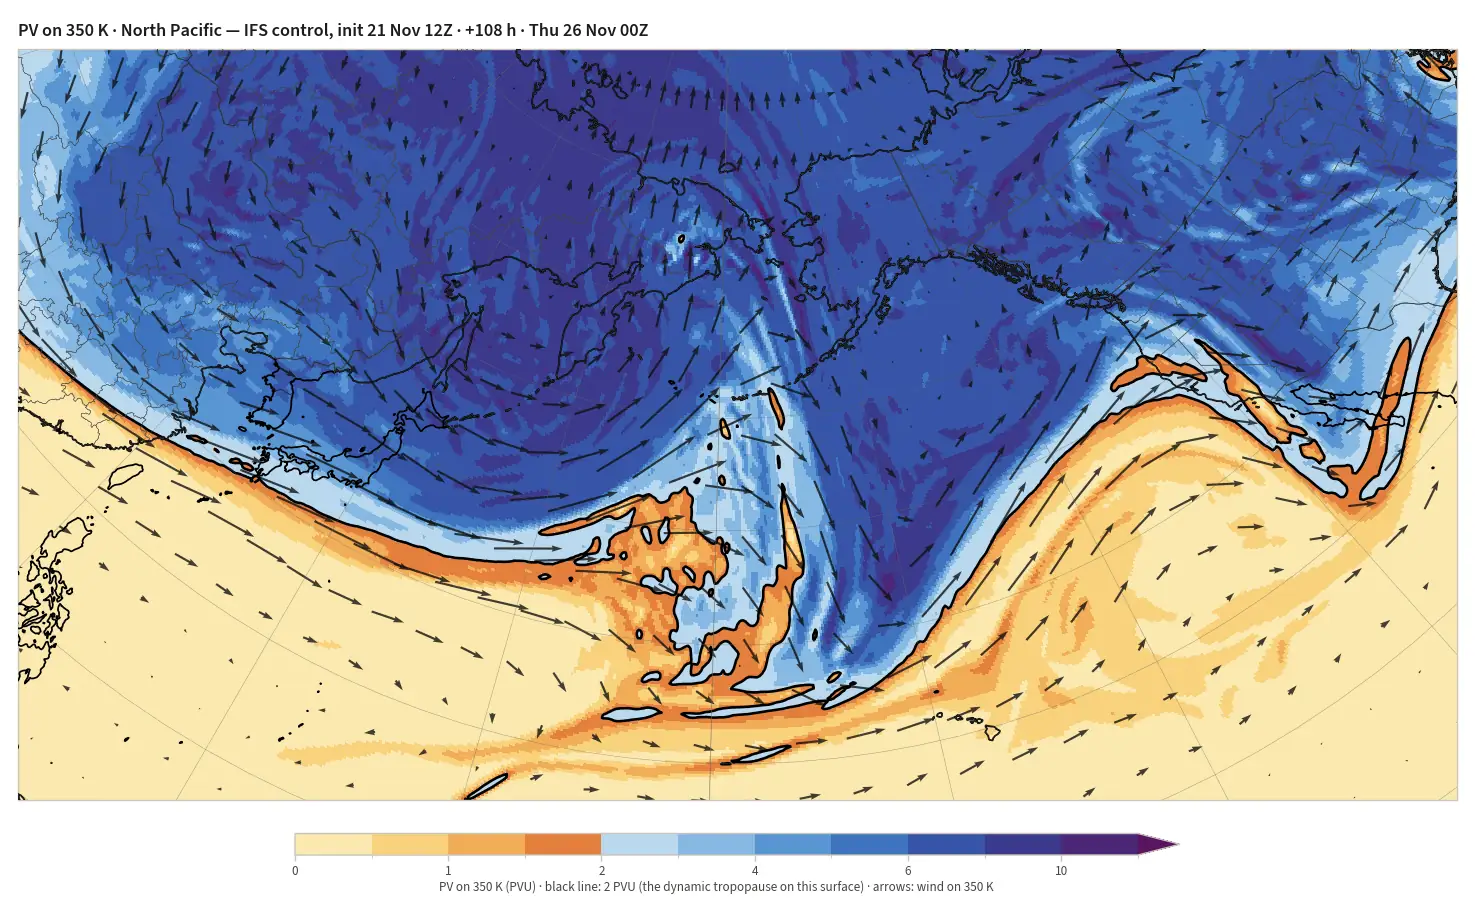 PV on 350 K · North Pacific — IFS control, init 21 Nov 12Z · +108 h · Thu 26 Nov 00Z
0 1 2 4 6 10
PV on 350 K (PVU) · black line: 2 PVU (the dynamic tropopause on this surface) · arrows: wind on 350 K